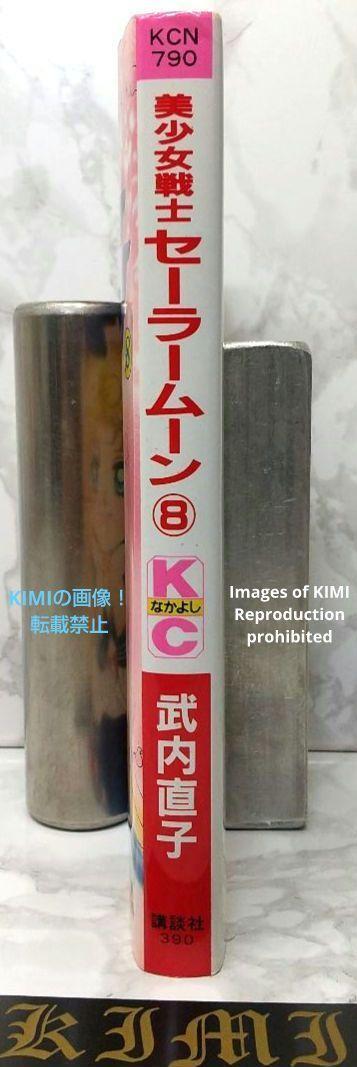 KCN
790
美少女戦士セーラームーン⑧
⑧
KC
なかよし
武内直子
講談社
390
KIMIの画像！
転載禁止
Images of KIMI
Reproduction
prohibited
KIMI